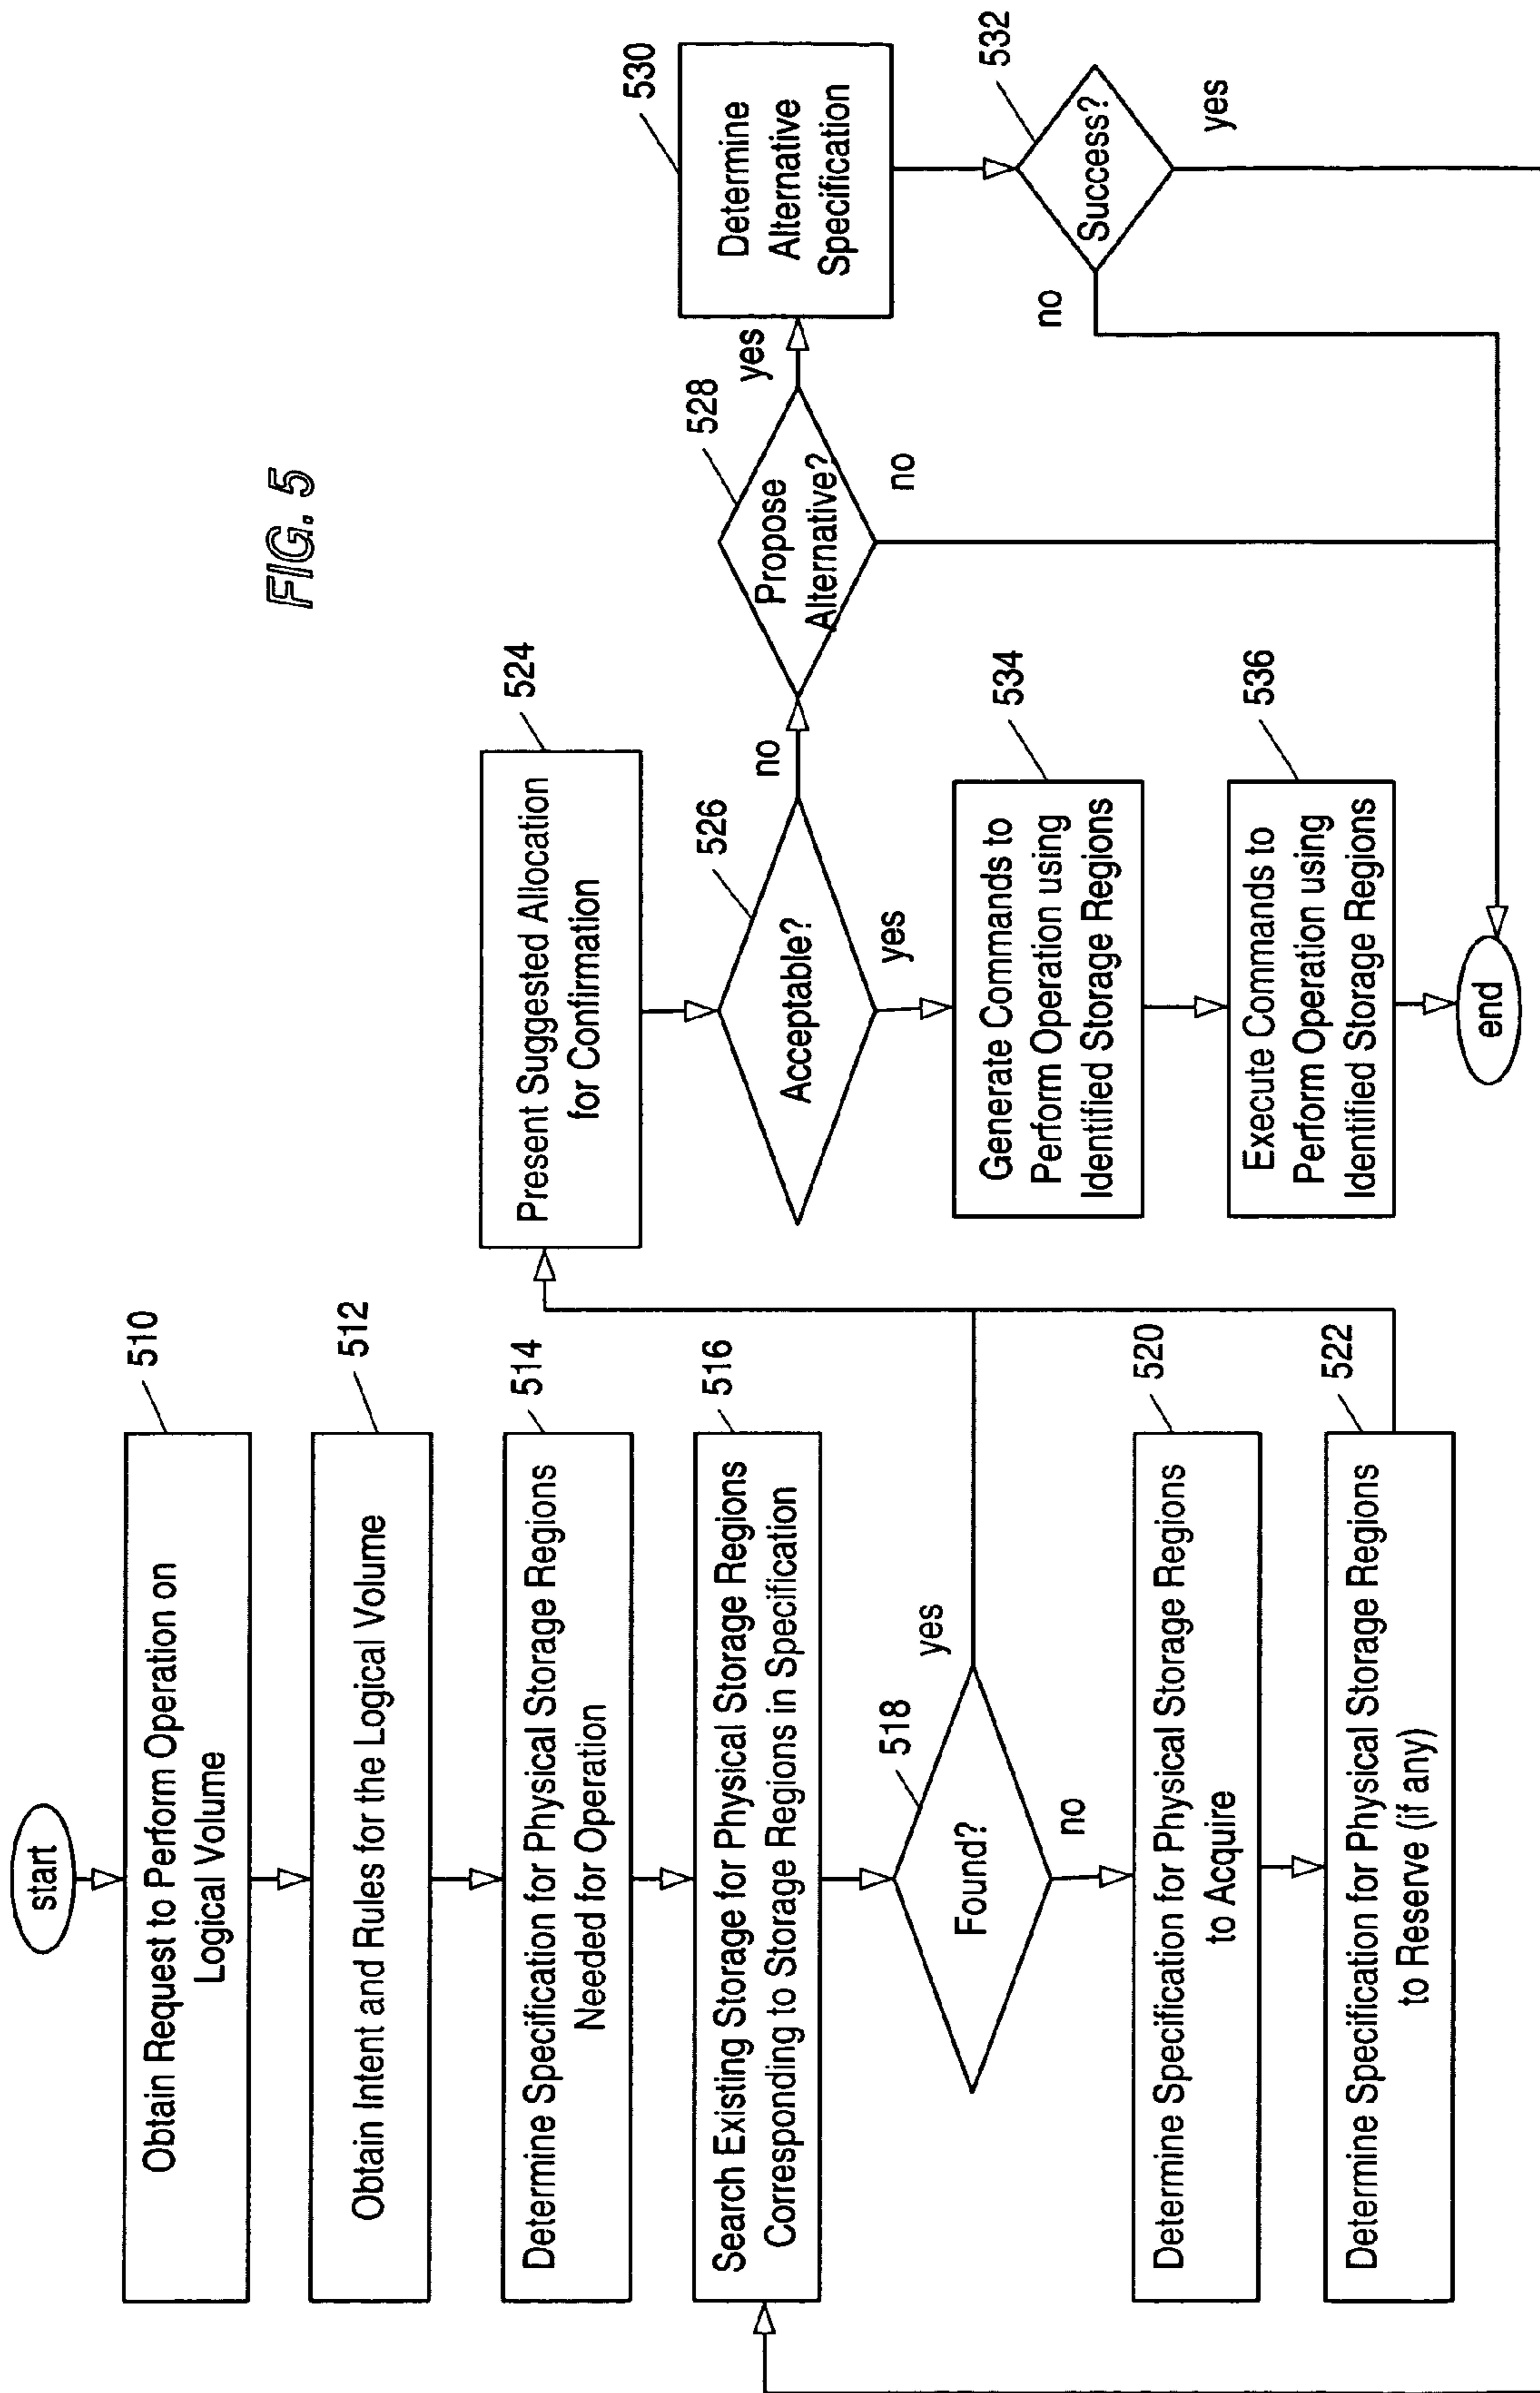 FIG. 5
start
510
Obtain Request to Perform Operation on
Logical Volume
512
Obtain Intent and Rules for the Logical Volume
514
Determine Specification for Physical Storage Regions
Needed for Operation
516
Search Existing Storage for Physical Storage Regions
Corresponding to Storage Regions in Specification
518
Found?
yes
no
520
Determine Specification for Physical Storage Regions
to Acquire
522
Determine Specification for Physical Storage Regions
to Reserve (if any)
524
Present Suggested Allocation
for Confirmation
526
Acceptable?
no
yes
528
Propose
Alternative?
yes
no
530
Determine
Alternative
Specification
532
Success?
no
yes
534
Generate Commands to
Perform Operation using
Identified Storage Regions
536
Execute Commands to
Perform Operation using
Identified Storage Regions
end